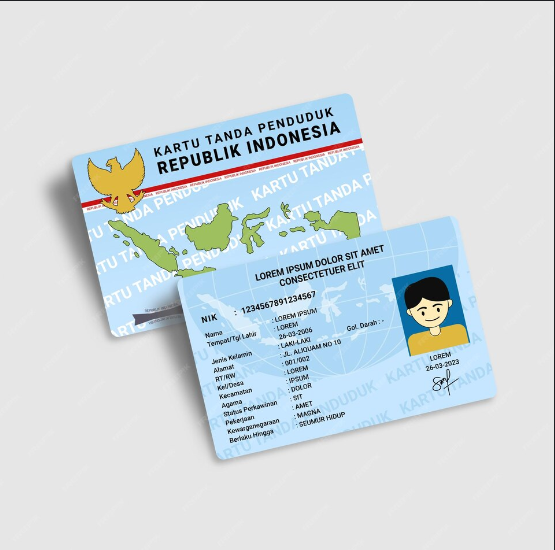 KARTU TANDA PENDUDUK
REPUBLIK INDONESIA
KARTU TANDA PENDUDUK
LOREM IPSUM DOLOR SIT AMET
CONSECTETUER ELIT
NIK : 1234567891234567
Nama : LOREM IPSUM
Tempat/Tgl Lahir : LOREM
26-03-2006
Jenis Kelamin : LAKI-LAKI Gol. Darah : -
Alamat : JL. ALIQUAM NO 10
RT/RW : 001/002
Kel/Desa : LOREM
Kecamatan : IPSUM
Agama : DOLOR
Status Perkawinan : SIT
Pekerjaan : AMET
Kewarganegaraan : MAGNA
Berlaku Hingga : SEUMUR HIDUP
LOREM
26-03-2023
KARTU TANDA PENDUDUK